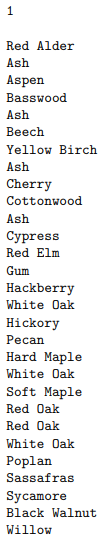 1
Red Alder
Ash
Aspen
Basswood
Ash
Beech
Yellow Birch
Ash
Cherry
Cottonwood
Ash
Cypress
Red Elm
Gum
Hackberry
White Oak
Hickory
Pecan
Hard Maple
White Oak
Soft Maple
Red Oak
Red Oak
White Oak
Poplan
Sassafras
Sycamore
Black Walnut
Willow